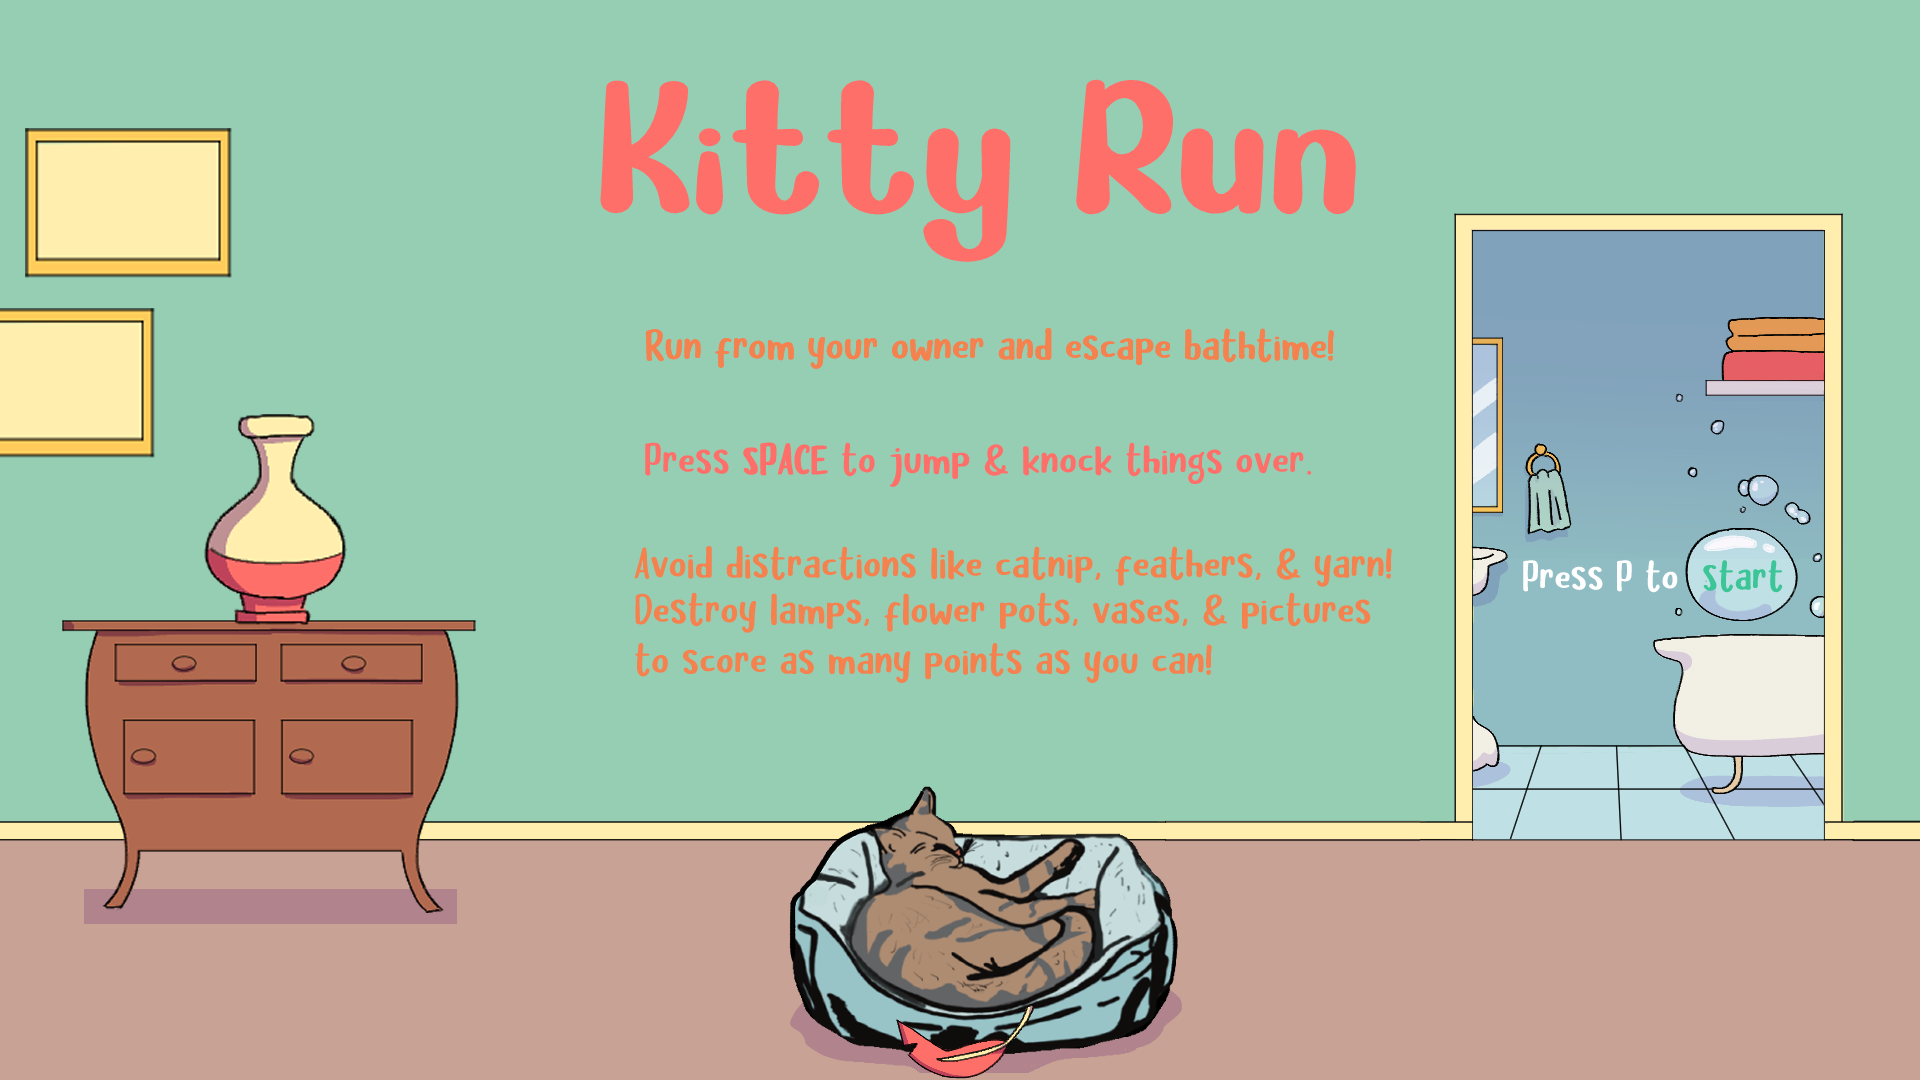 Kitty Run
Run from your owner and escape bathtime!
Press SPACE to jump & knock things over.
Avoid distractions like catnip, feathers, & yarn!
Destroy lamps, flower pots, vases, & pictures
to score as many points as you can!
Press P to start